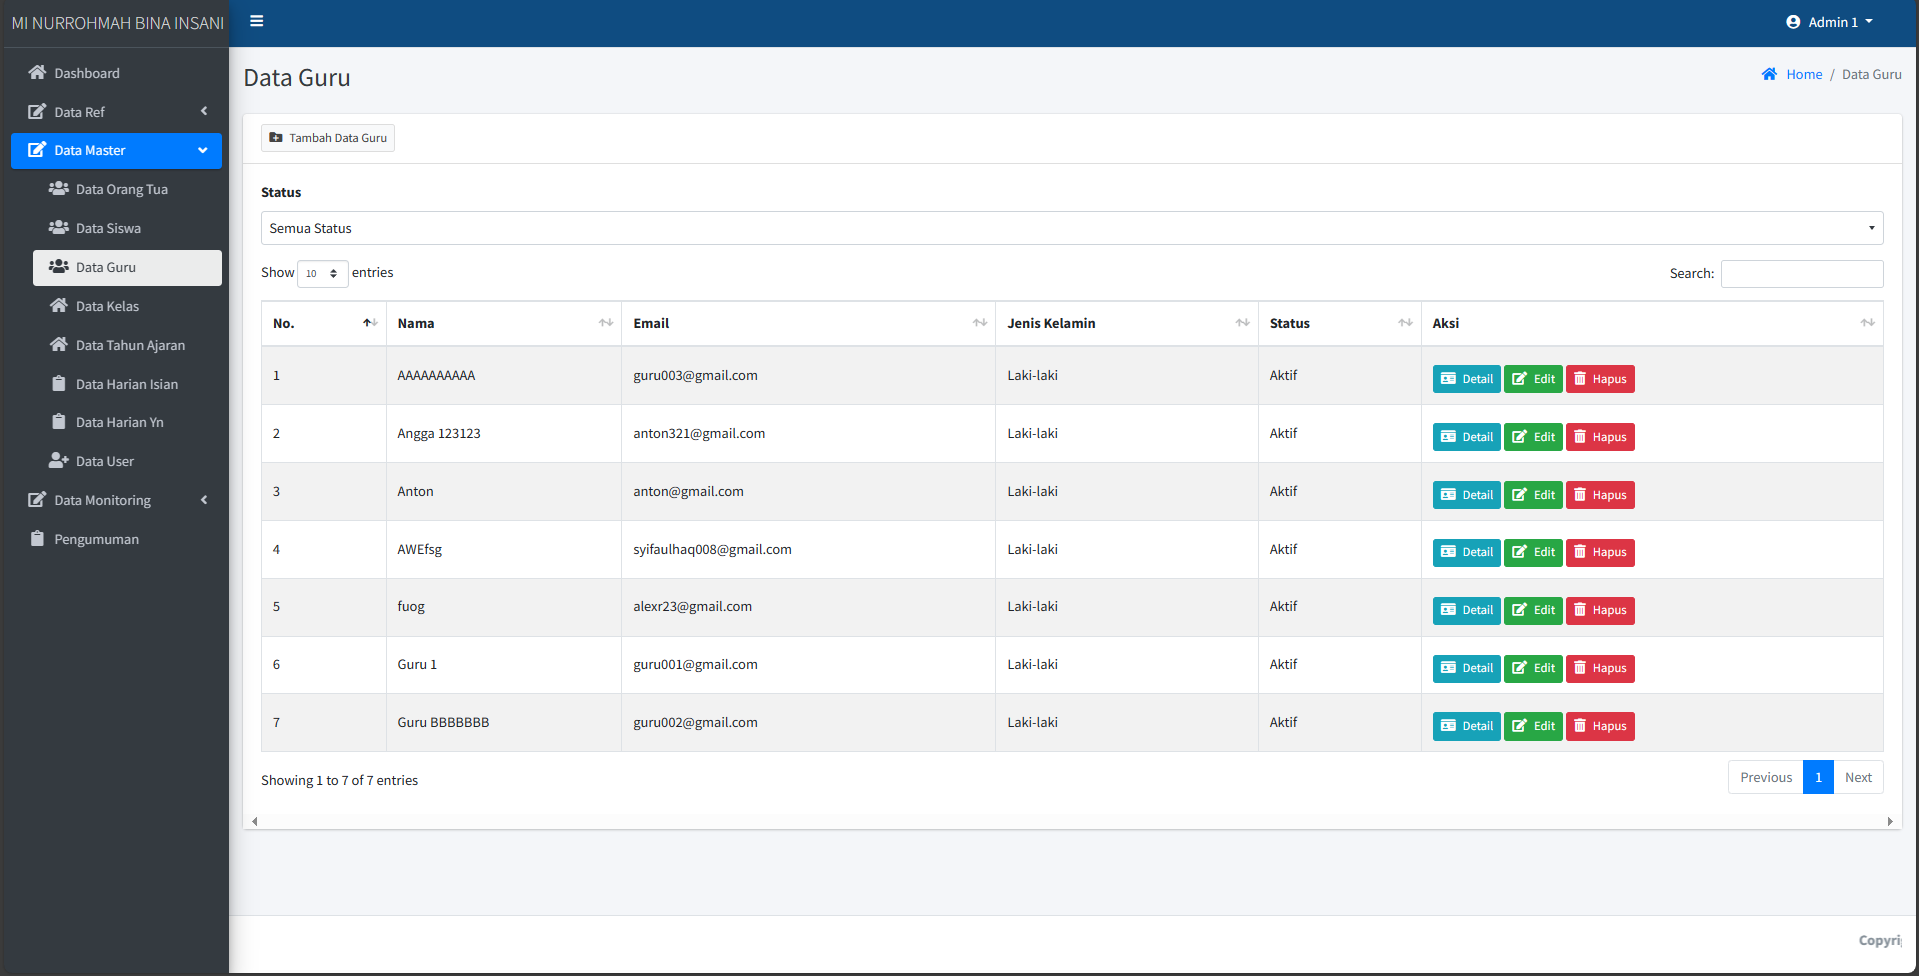 MI NURROHMAH BINA INSANI
Admin 1
Dashboard
Data Ref
Data Master
Data Orang Tua
Data Siswa
Data Guru
Data Kelas
Data Tahun Ajaran
Data Harian Isian
Data Harian Yn
Data User
Data Monitoring
Pengumuman
Data Guru
Home / Data Guru
Tambah Data Guru
Status
Semua Status
Show 10 entries
Search:
No. Nama Email Jenis Kelamin Status Aksi
1 AAAAAAAAAA guru003@gmail.com Laki-laki Aktif Detail Edit Hapus
2 Angga 123123 anton321@gmail.com Laki-laki Aktif Detail Edit Hapus
3 Anton anton@gmail.com Laki-laki Aktif Detail Edit Hapus
4 AWEfsg syifaulhaq008@gmail.com Laki-laki Aktif Detail Edit Hapus
5 fuog alexr23@gmail.com Laki-laki Aktif Detail Edit Hapus
6 Guru 1 guru001@gmail.com Laki-laki Aktif Detail Edit Hapus
7 Guru BBBBBBB guru002@gmail.com Laki-laki Aktif Detail Edit Hapus
Showing 1 to 7 of 7 entries
Previous 1 Next
Copyri